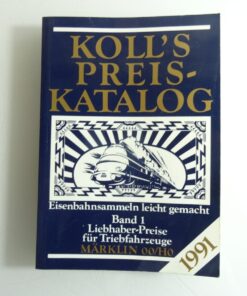 KOLL'S
PREIS-
KATALOG
Eisenbahnsammeln leicht gemacht
Band 1
Liebhaber-Preise
für Triebfahrzeuge
MÄRKLIN 00/H0
1991